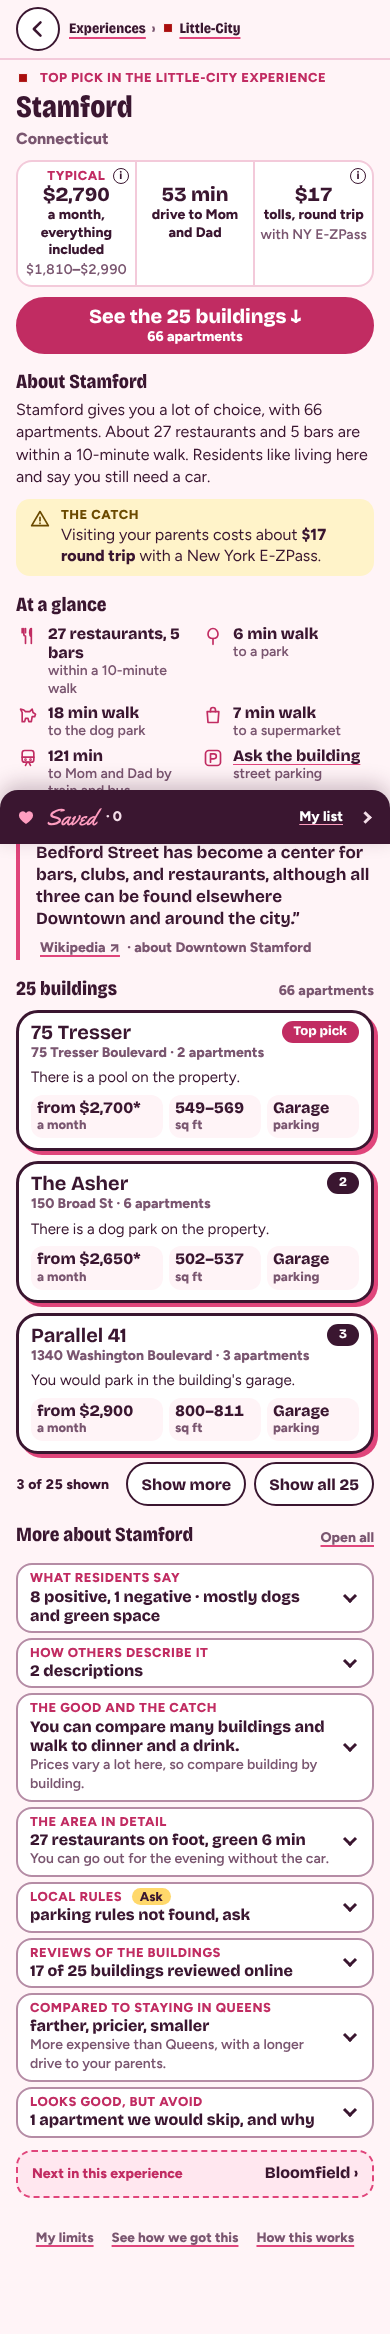 Experiences › Little-City
TOP PICK IN THE LITTLE-CITY EXPERIENCE
Stamford
Connecticut
TYPICAL
$2,790
a month,
everything
included
$1,810–$2,990
53 min
drive to Mom
and Dad
$17
tolls, round trip
with NY E-ZPass
See the 25 buildings ↓
66 apartments
About Stamford
Stamford gives you a lot of choice, with 66
apartments. About 27 restaurants and 5 bars are
within a 10-minute walk. Residents like living here
and say you still need a car.
THE CATCH
Visiting your parents costs about $17
round trip with a New York E-ZPass.
At a glance
27 restaurants, 5
bars
within a 10-minute
walk
6 min walk
to a park
18 min walk
to the dog park
7 min walk
to a supermarket
121 min
to Mom and Dad by
Ask the building
street parking
Saved · 0
My list
Bedford Street has become a center for
bars, clubs, and restaurants, although all
three can be found elsewhere
Downtown and around the city.”
Wikipedia ↗ · about Downtown Stamford
25 buildings
66 apartments
75 Tresser
Top pick
75 Tresser Boulevard · 2 apartments
There is a pool on the property.
from $2,700*
a month
549–569
sq ft
Garage
parking
The Asher
2
150 Broad St · 6 apartments
There is a dog park on the property.
from $2,650*
a month
502–537
sq ft
Garage
parking
Parallel 41
3
1340 Washington Boulevard · 3 apartments
You would park in the building's garage.
from $2,900
a month
800–811
sq ft
Garage
parking
3 of 25 shown
Show more
Show all 25
More about Stamford
Open all
WHAT RESIDENTS SAY
8 positive, 1 negative · mostly dogs
and green space
HOW OTHERS DESCRIBE IT
2 descriptions
THE GOOD AND THE CATCH
You can compare many buildings and
walk to dinner and a drink.
Prices vary a lot here, so compare building by
building.
THE AREA IN DETAIL
27 restaurants on foot, green 6 min
You can go out for the evening without the car.
LOCAL RULES Ask
parking rules not found, ask
REVIEWS OF THE BUILDINGS
17 of 25 buildings reviewed online
COMPARED TO STAYING IN QUEENS
farther, pricier, smaller
More expensive than Queens, with a longer
drive to your parents.
LOOKS GOOD, BUT AVOID
1 apartment we would skip, and why
Next in this experience
Bloomfield ›
My limits
See how we got this
How this works